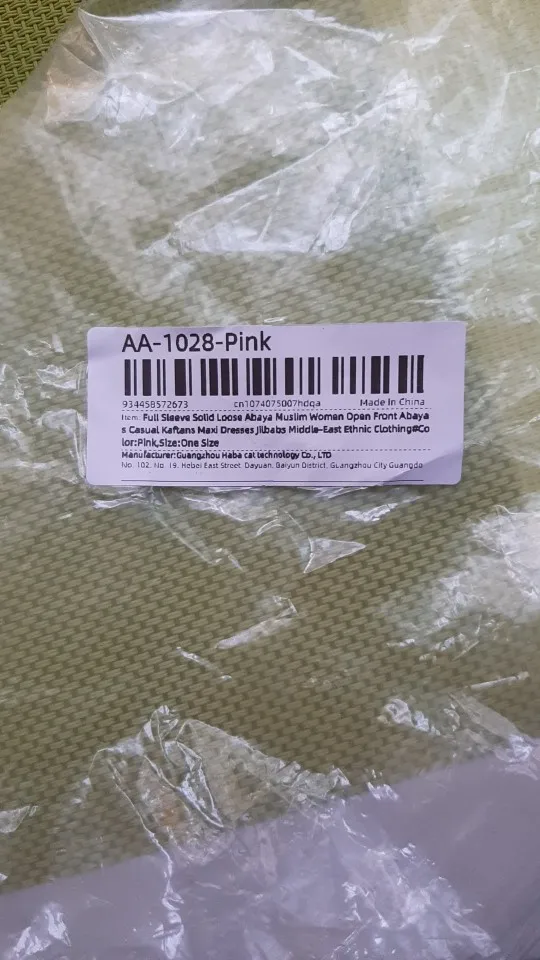 AA-1028-Pink
934458572673 cn1074075007hdqa Made in China
Item: Full Sleeve Solid Loose Abaya Muslim Women Open Front Abaya
s Casual Kaftans Maxi Dresses Jilbabs Middle-East Ethnic Clothing#Co
lor:Pink,Size:One Size
Manufacturer:Guangzhou Haba cat technology Co., LTD
No. 102, No. 19, Hebei East Street, Dayuan, Baiyun District, Guangzhou City Guangdo